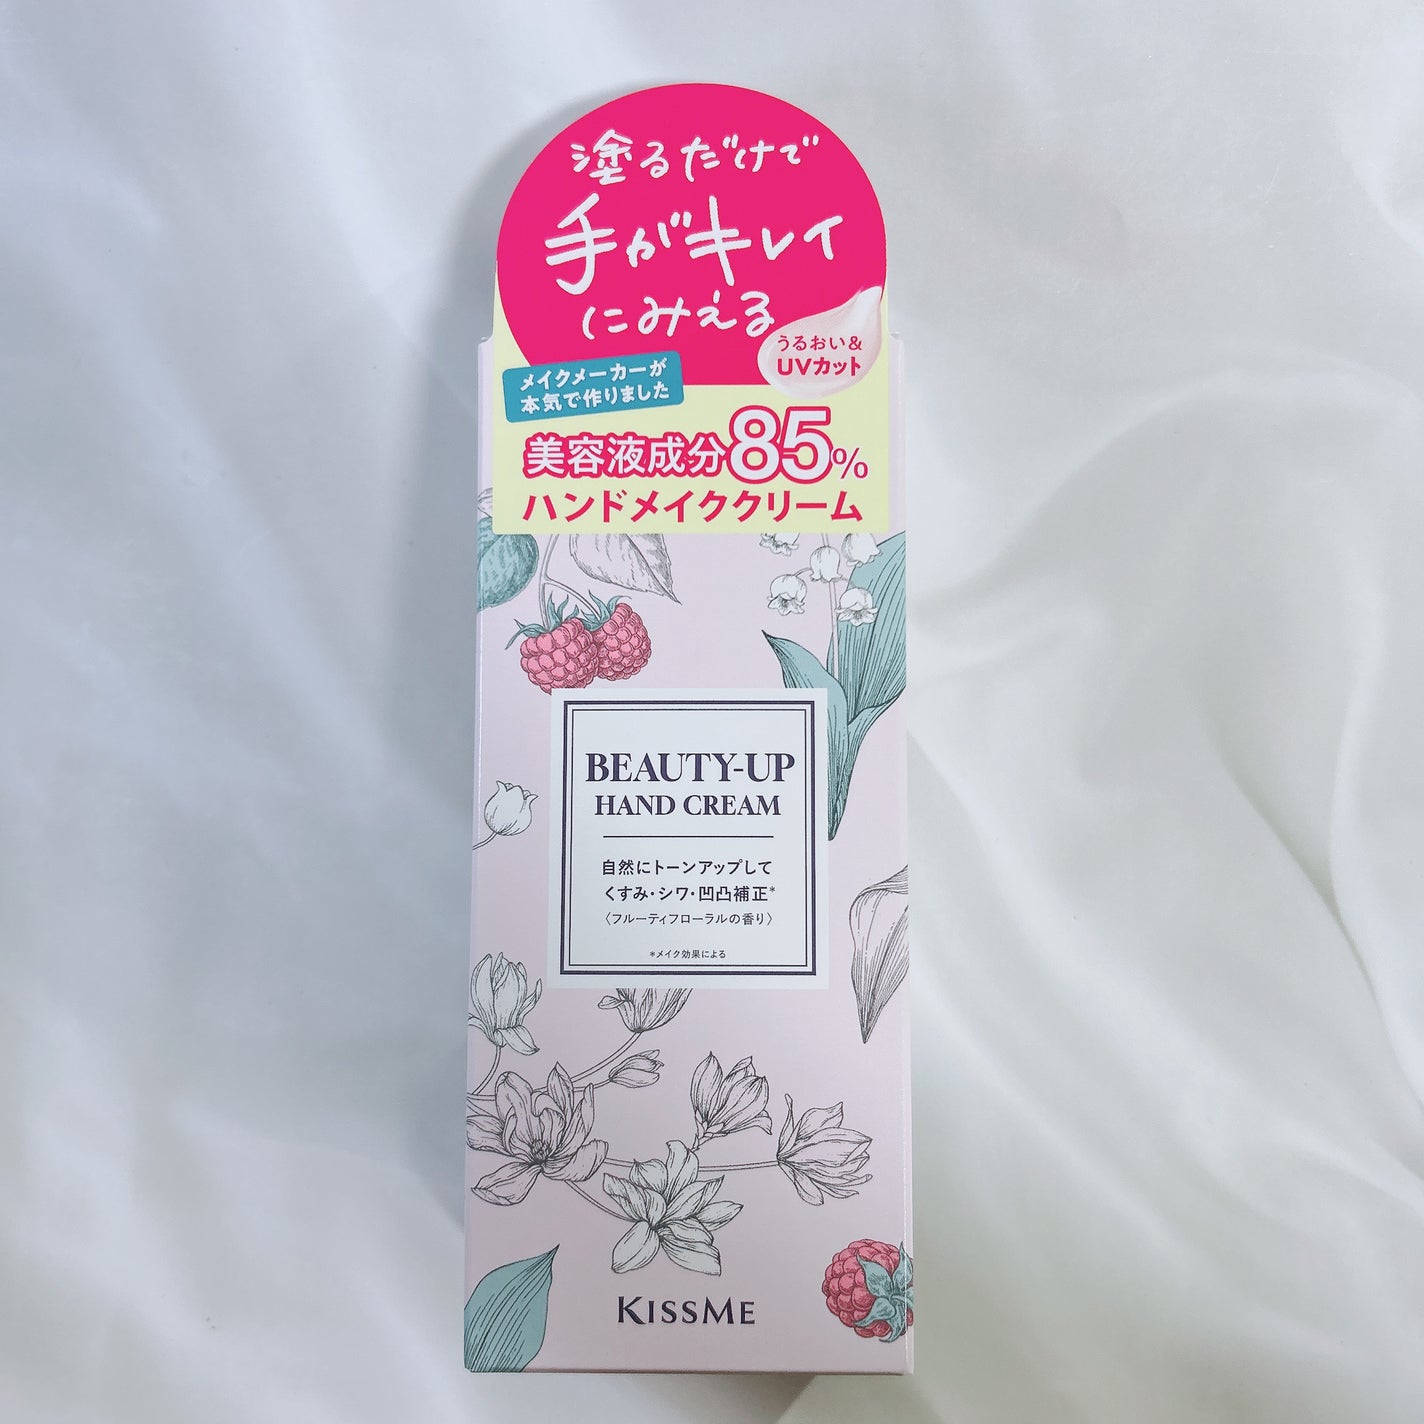 塗るだけで
手がキレイ
にみえる
うるおい&
UVカット
メイクメーカーが
本気で作りました
美容液成分85%
ハンドメイククリーム
BEAUTY-UP
HAND CREAM
自然にトーンアップして
くすみ・シワ・凹凸補正*
〈フルーティフローラルの香り〉
*メイク効果による
KISSME